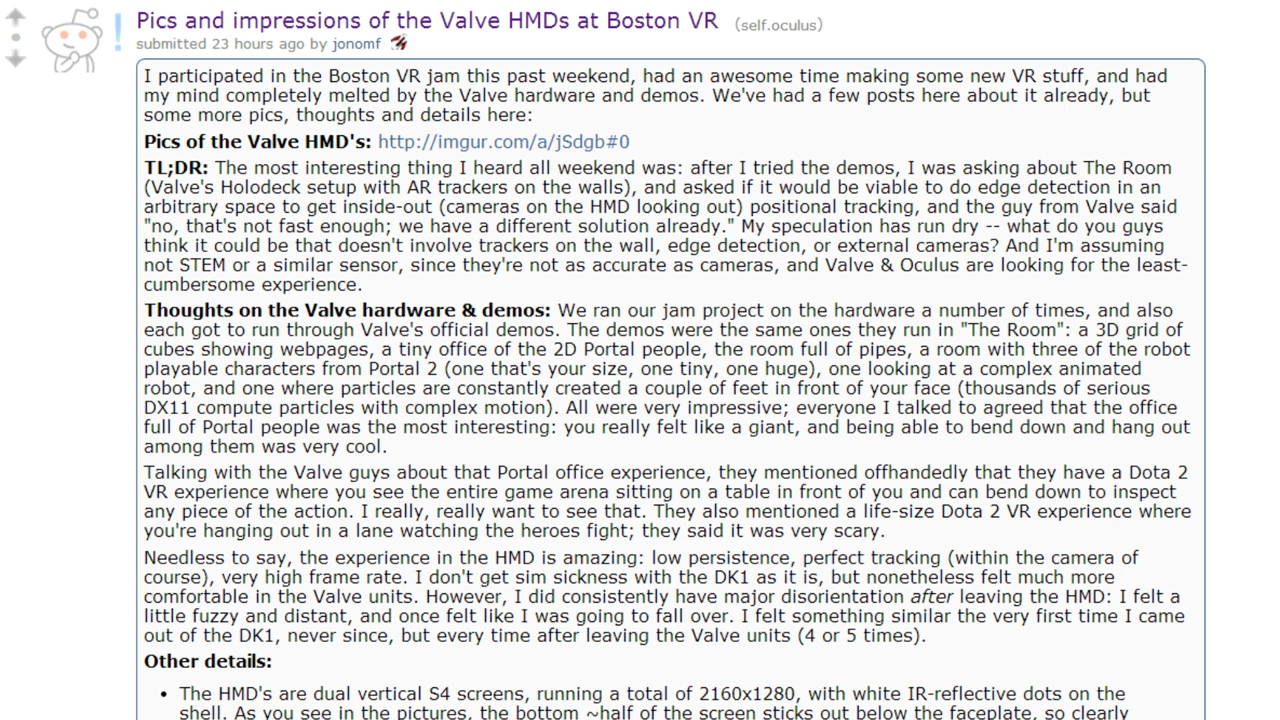 Pics and impressions of the Valve HMDs at Boston VR (self.oculus)
submitted 23 hours ago by jonomf
I participated in the Boston VR jam this past weekend, had an awesome time making some new VR stuff, and had
my mind completely melted by the Valve hardware and demos. We've had a few posts here about it already, but
some more pics, thoughts and details here:
Pics of the Valve HMD's: http://imgur.com/a/jSdgb#0
TL;DR: The most interesting thing I heard all weekend was: after I tried the demos, I was asking about The Room
(Valve's Holodeck setup with AR trackers on the walls), and asked if it would be viable to do edge detection in an
arbitrary space to get inside-out (cameras on the HMD looking out) positional tracking, and the guy from Valve said
"no, that's not fast enough; we have a different solution already." My speculation has run dry -- what do you guys
think it could be that doesn't involve trackers on the wall, edge detection, or external cameras? And I'm assuming
not STEM or a similar sensor, since they're not as accurate as cameras, and Valve & Oculus are looking for the least-
cumbersome experience.
Thoughts on the Valve hardware & demos: We ran our jam project on the hardware a number of times, and also
each got to run through Valve's official demos. The demos were the same ones they run in "The Room": a 3D grid of
cubes showing webpages, a tiny office of the 2D Portal people, the room full of pipes, a room with three of the robot
playable characters from Portal 2 (one that's your size, one tiny, one huge), one looking at a complex animated
robot, and one where particles are constantly created a couple of feet in front of your face (thousands of serious
DX11 compute particles with complex motion). All were very impressive; everyone I talked to agreed that the office
full of Portal people was the most interesting: you really felt like a giant, and being able to bend down and hang out
among them was very cool.
Talking with the Valve guys about that Portal office experience, they mentioned offhandedly that they have a Dota 2
VR experience where you see the entire game arena sitting on a table in front of you and can bend down to inspect
any piece of the action. I really, really want to see that. They also mentioned a life-size Dota 2 VR experience where
you're hanging out in a lane watching the heroes fight; they said it was very scary.
Needless to say, the experience in the HMD is amazing: low persistence, perfect tracking (within the camera of
course), very high frame rate. I don't get sim sickness with the DK1 as it is, but nonetheless felt much more
comfortable in the Valve units. However, I did consistently have major disorientation after leaving the HMD: I felt a
little fuzzy and distant, and once felt like I was going to fall over. I felt something similar the very first time I came
out of the DK1, never since, but every time after leaving the Valve units (4 or 5 times).
Other details:
• The HMD's are dual vertical S4 screens, running a total of 2160x1280, with white IR-reflective dots on the
shell. As you see in the pictures, the bottom ~half of the screen sticks out below the faceplate, so clearly